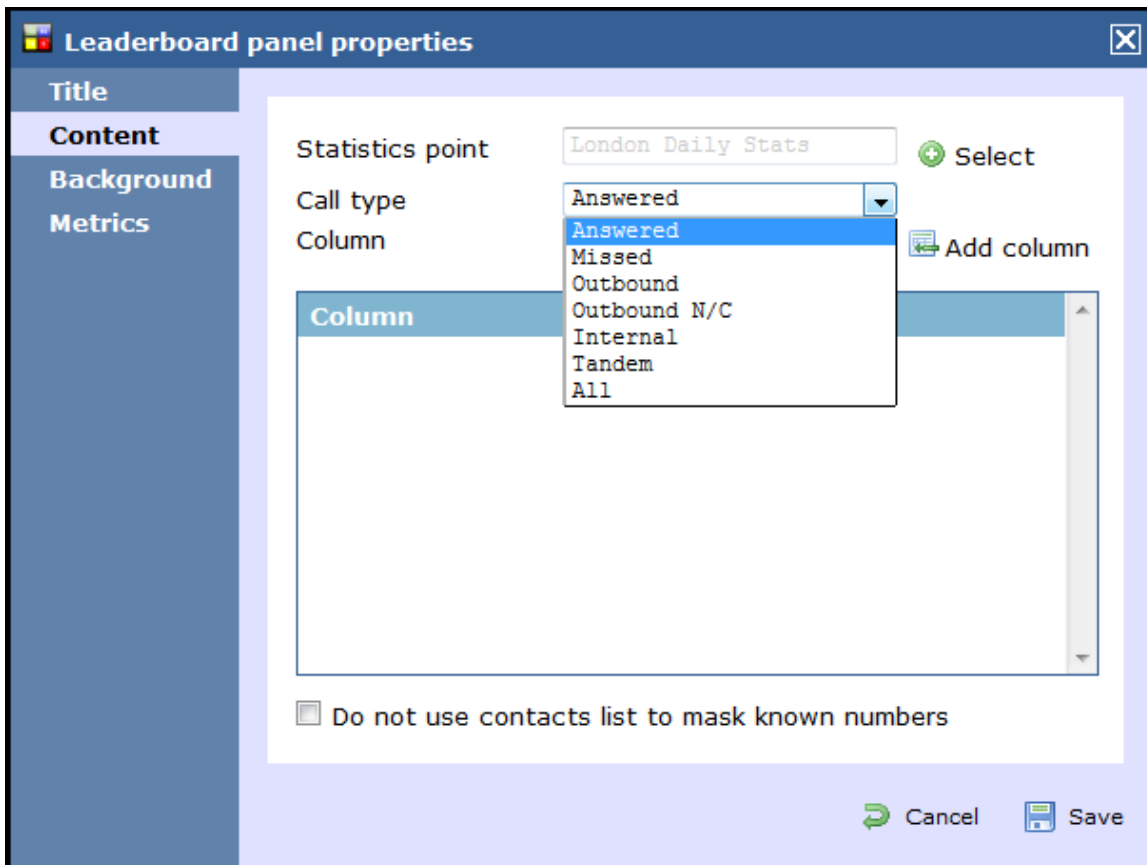 Leaderboard panel properties
Title
Content
Background
Metrics
Statistics point London Daily Stats Select
Call type Answered
Column Add column
Answered
Missed
Outbound
Outbound N/C
Internal
Tandem
All
Column
Do not use contacts list to mask known numbers
Cancel Save